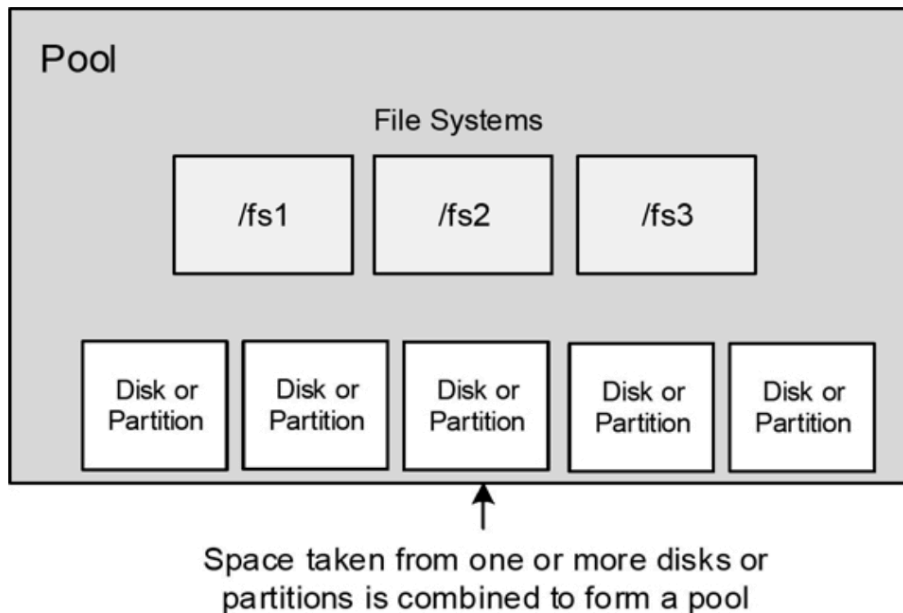 Pool
File Systems
/fs1
/fs2
/fs3
Disk or
Partition
Disk or
Partition
Disk or
Partition
Disk or
Partition
Disk or
Partition
Space taken from one or more disks or
partitions is combined to form a pool